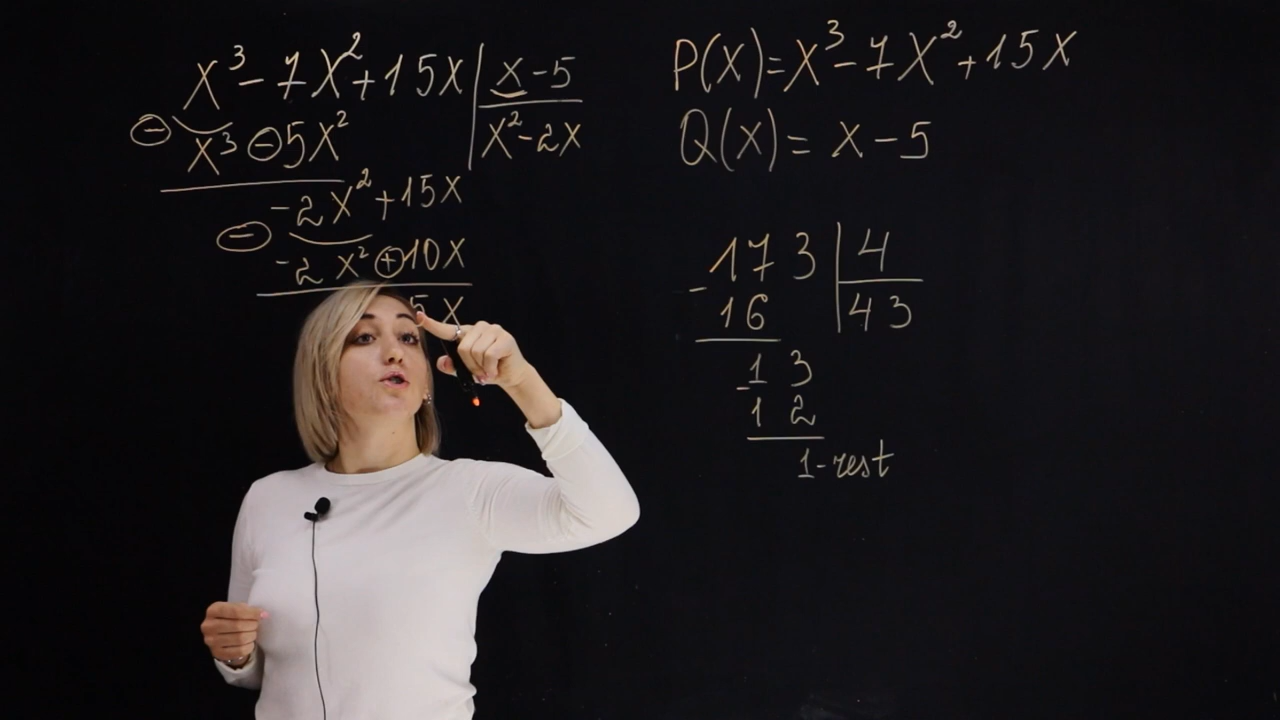 x³ - 7x² + 15x | x - 5
⊖ x³ ⊖ 5x² | x² - 2x
-2x² + 15x
⊖ -2x² ⊕ 10x
5x
P(x) = x³ - 7x² + 15x
Q(x) = x - 5
- 173 | 4
16 | 43
- 13
12
1 - rest